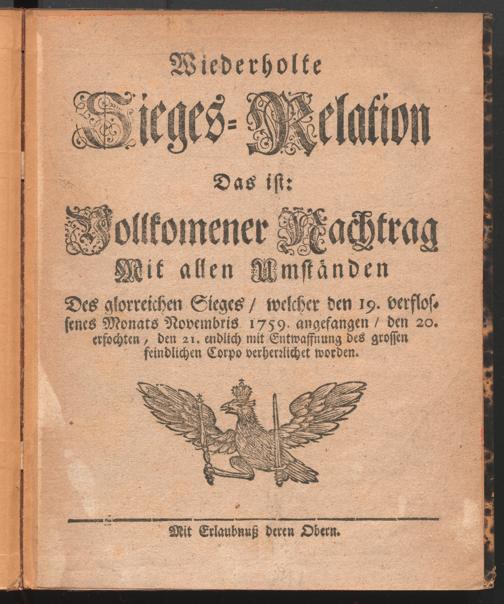 Wiederholte
Sieges-Relation
Das ist:
Vollkomener Nachtrag
Mit allen Umständen
Des glorreichen Sieges / welcher den 19. verflos-
senes Monats Novembris 1759. angefangen / den 20.
erfochten, den 21. endlich mit Entwaffnung des grossen
feindlichen Corpo verherrlichet worden.
Mit Erlaubnuß deren Obern.